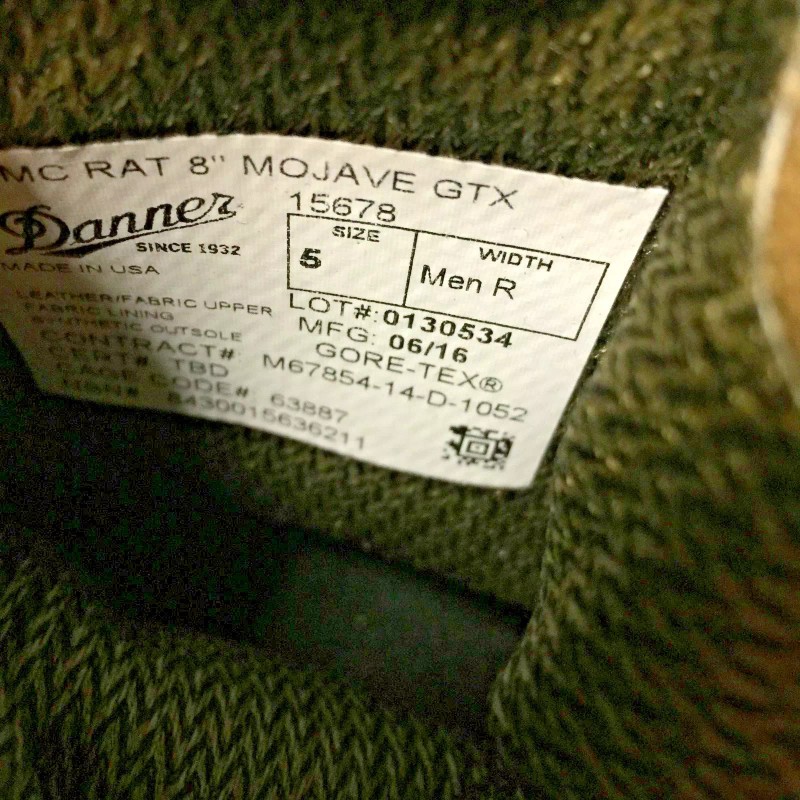 MC RAT 8" MOJAVE GTX
15678
Danner
SINCE 1932
MADE IN USA
SIZE
5
WIDTH
Men R
LEATHER/FABRIC UPPER
FABRIC LINING
SYNTHETIC OUTSOLE
LOT#: 0130534
MFG: 06/16
GORE-TEX®
CONTRACT#: M67854-14-D-1052
CERT# TBD
CAGE CODE#: 63887
NSN# 8430015636211